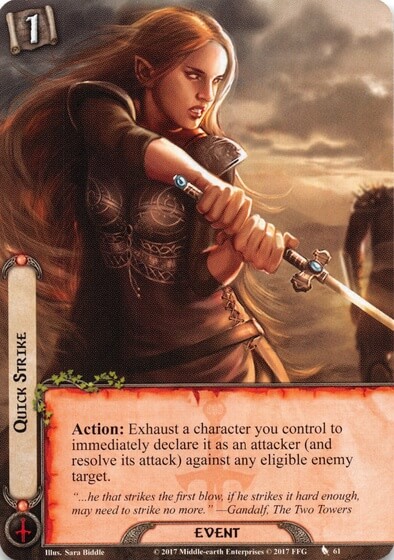 1
QUICK STRIKE
Action: Exhaust a character you control to
immediately declare it as an attacker (and
resolve its attack) against any eligible enemy
target.
"...he that strikes the first blow, if he strikes it hard enough,
may need to strike no more." —Gandalf, The Two Towers
EVENT
Illus. Sara Biddle
© 2017 Middle-earth Enterprises © 2017 FFG
61